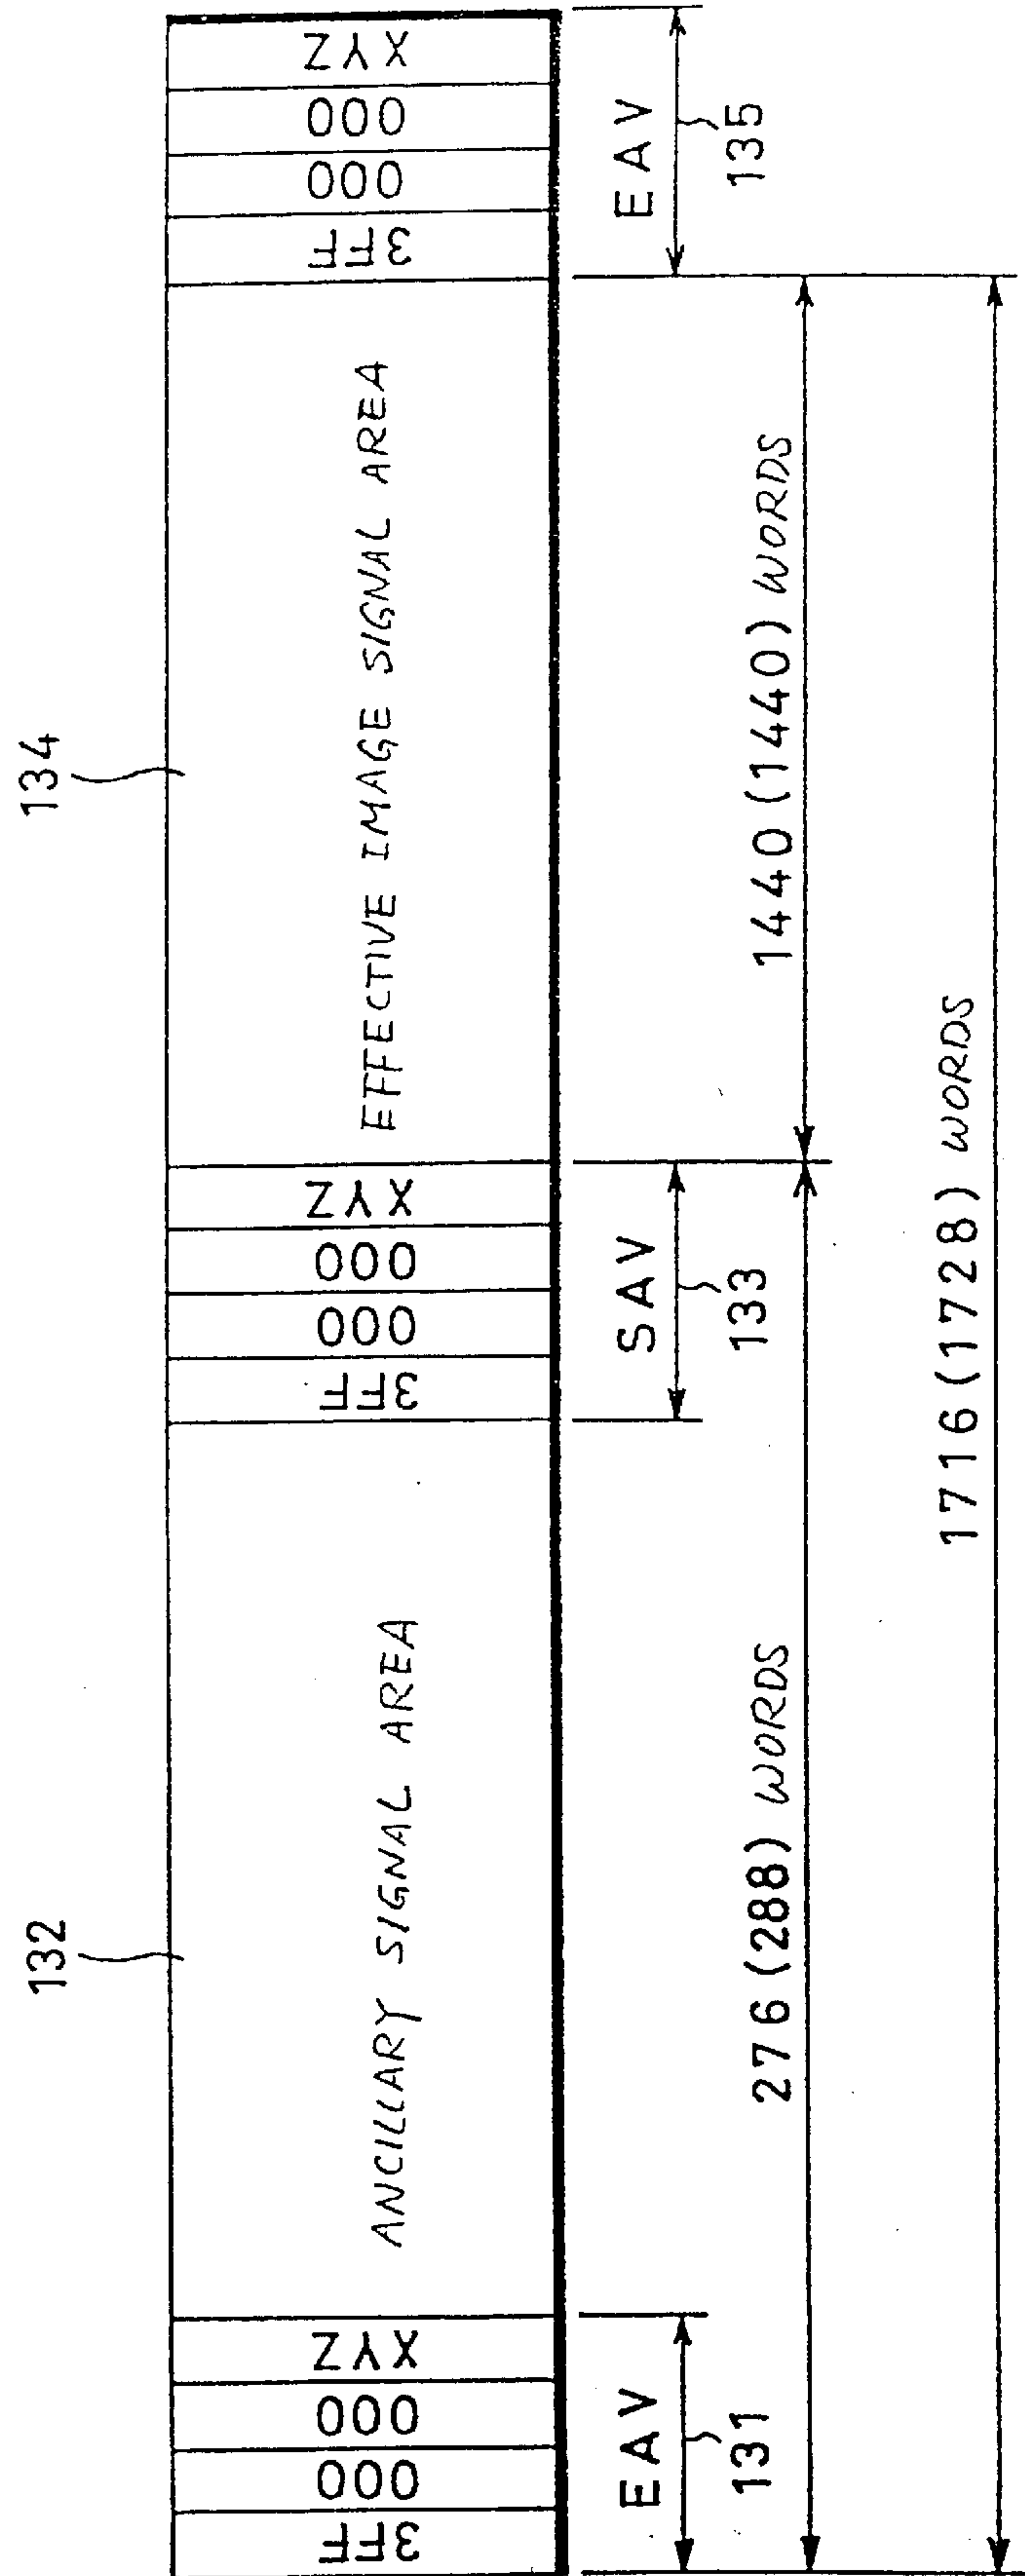 132
134
3FF
000
000
XYZ
ANCILLARY SIGNAL AREA
3FF
000
000
XYZ
EFFECTIVE IMAGE SIGNAL AREA
3FF
000
000
XYZ
EAV
131
SAV
133
EAV
135
276 (288) WORDS
1440 (1440) WORDS
1716 (1728) WORDS